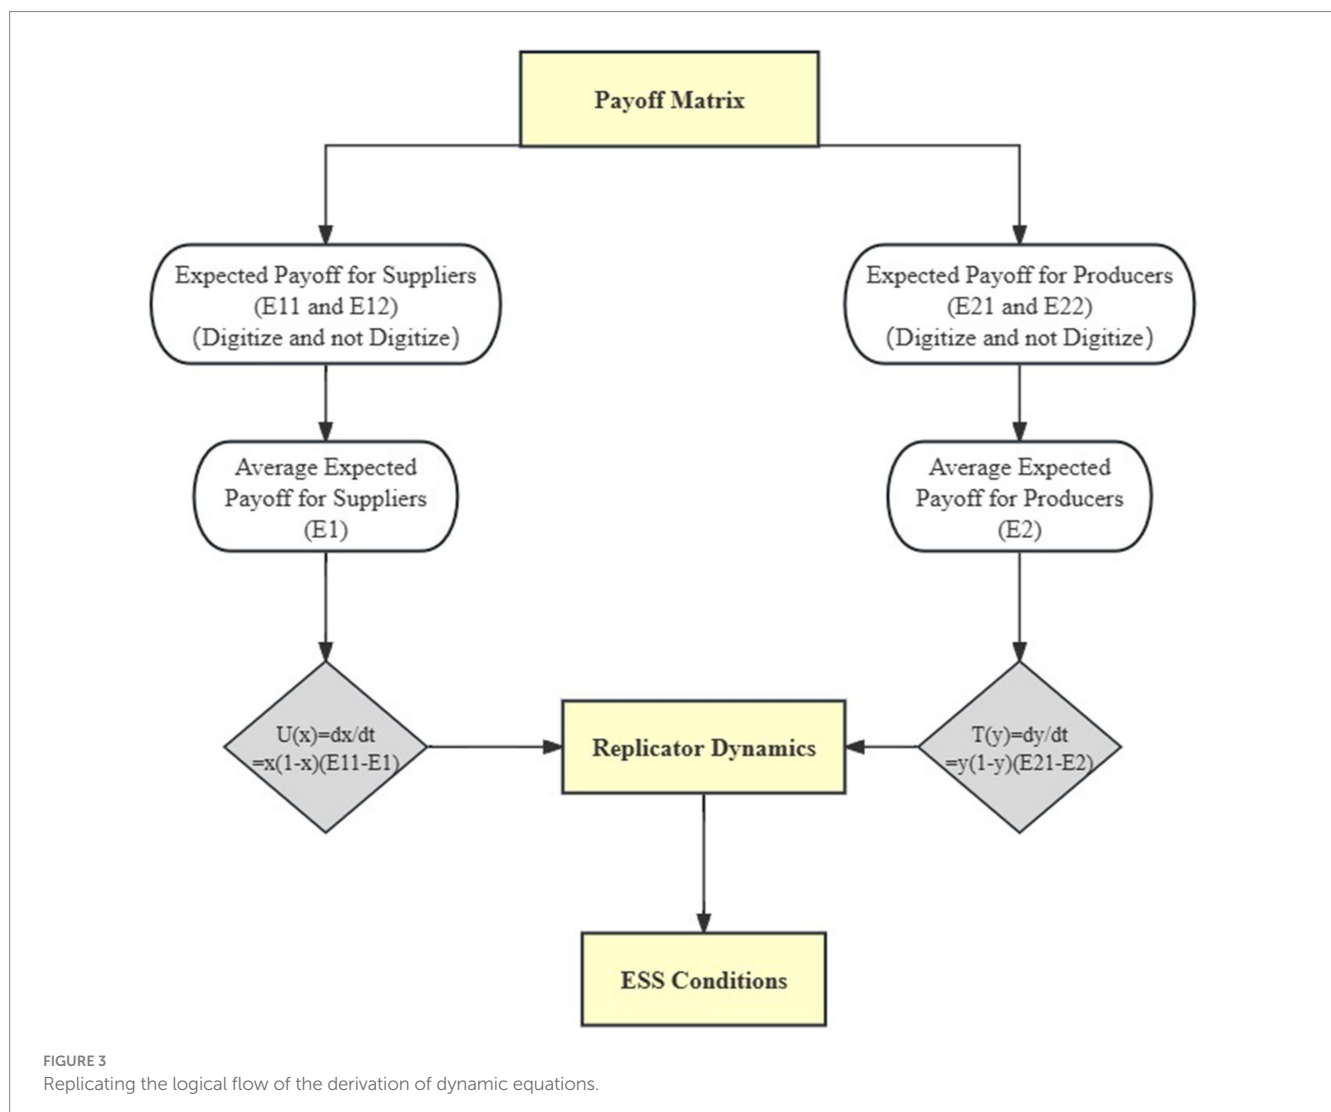 Payoff Matrix
Expected Payoff for Suppliers
(E11 and E12)
(Digitize and not Digitize)
Expected Payoff for Producers
(E21 and E22)
(Digitize and not Digitize)
Average Expected
Payoff for Suppliers
(E1)
Average Expected
Payoff for Producers
(E2)
U(x)=dx/dt
=x(1-x)(E11-E1)
Replicator Dynamics
T(y)=dy/dt
=y(1-y)(E21-E2)
ESS Conditions
FIGURE 3
Replicating the logical flow of the derivation of dynamic equations.